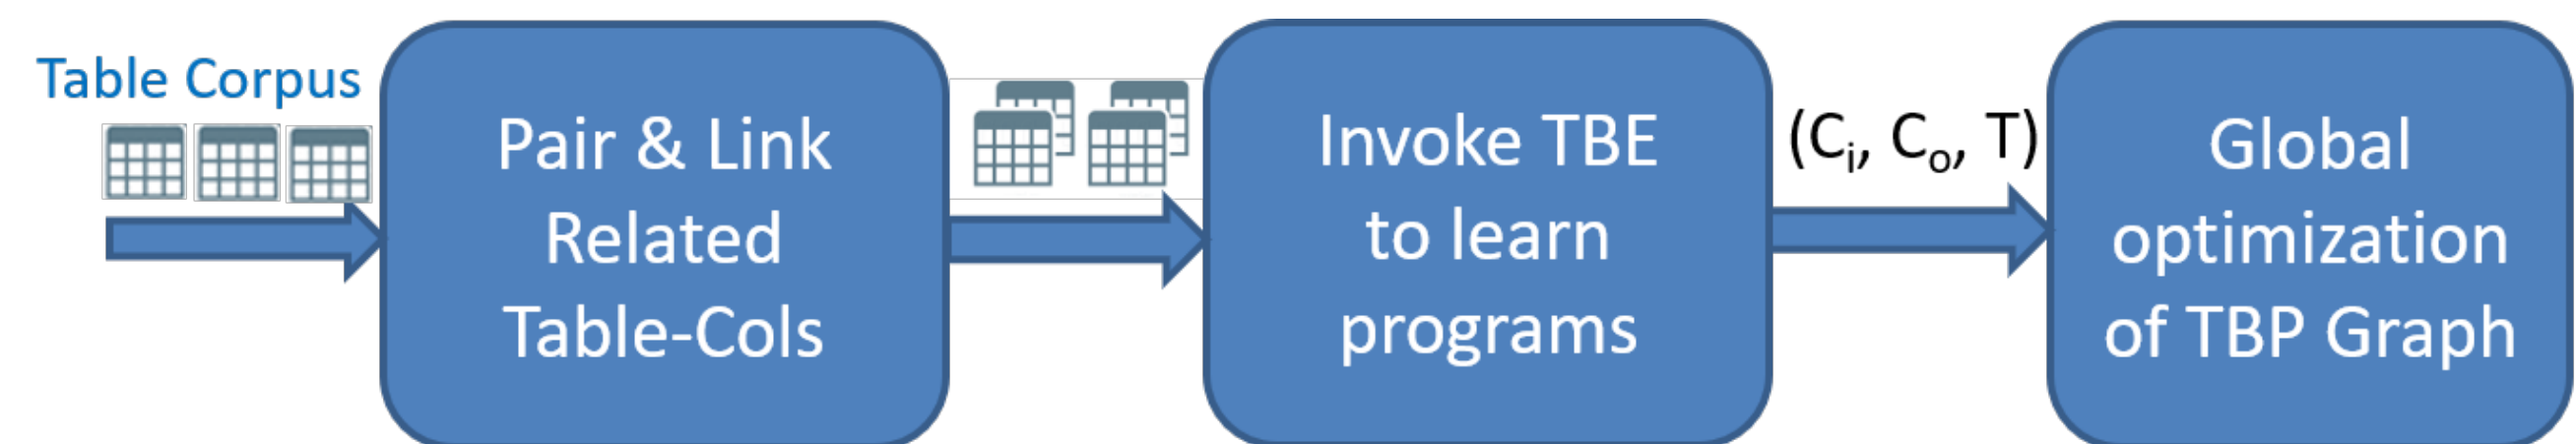 Table Corpus
Pair & Link
Related
Table-Cols
Invoke TBE
to learn
programs
(Cᵢ, Cₒ, T)
Global
optimization
of TBP Graph